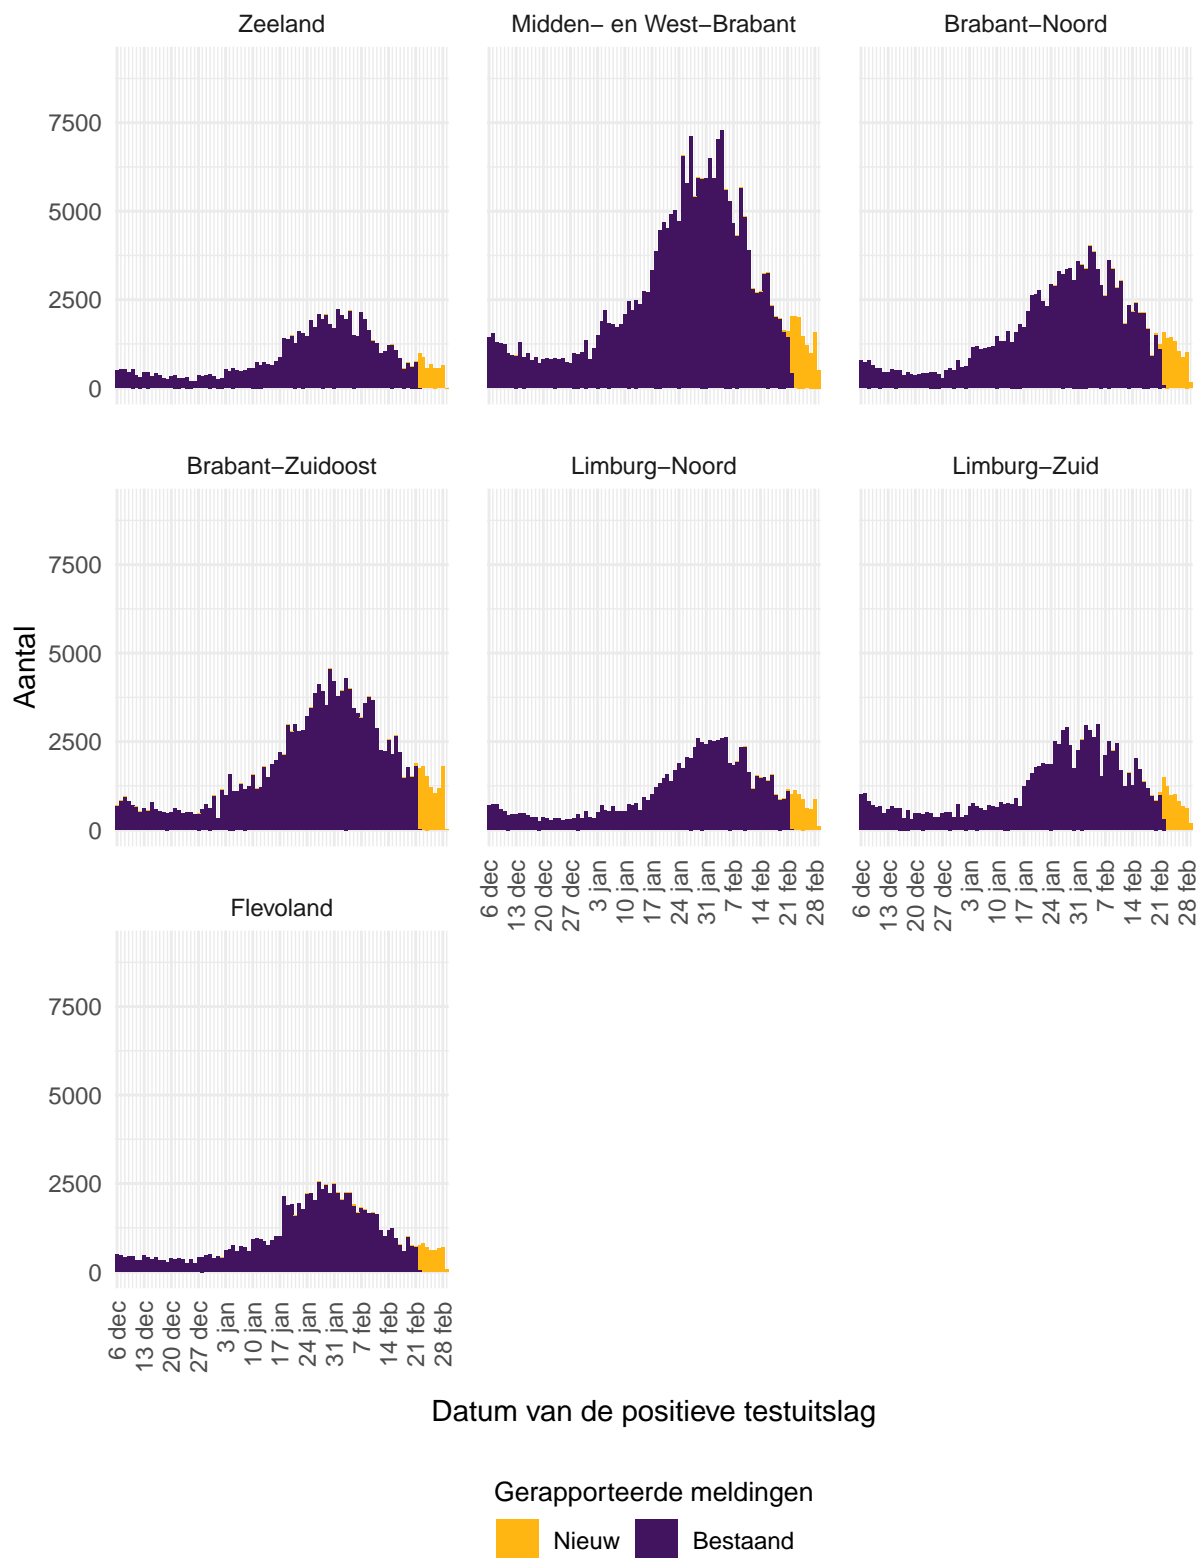 Zeeland
Midden– en West–Brabant
Brabant–Noord
7500
5000
2500
0
Brabant–Zuidoost
Limburg–Noord
Limburg–Zuid
7500
5000
2500
0
Aantal
6 dec
13 dec
20 dec
27 dec
3 jan
10 jan
17 jan
24 jan
31 jan
7 feb
14 feb
21 feb
28 feb
6 dec
13 dec
20 dec
27 dec
3 jan
10 jan
17 jan
24 jan
31 jan
7 feb
14 feb
21 feb
28 feb
Flevoland
7500
5000
2500
0
6 dec
13 dec
20 dec
27 dec
3 jan
10 jan
17 jan
24 jan
31 jan
7 feb
14 feb
21 feb
28 feb
Datum van de positieve testuitslag
Gerapporteerde meldingen
Nieuw
Bestaand